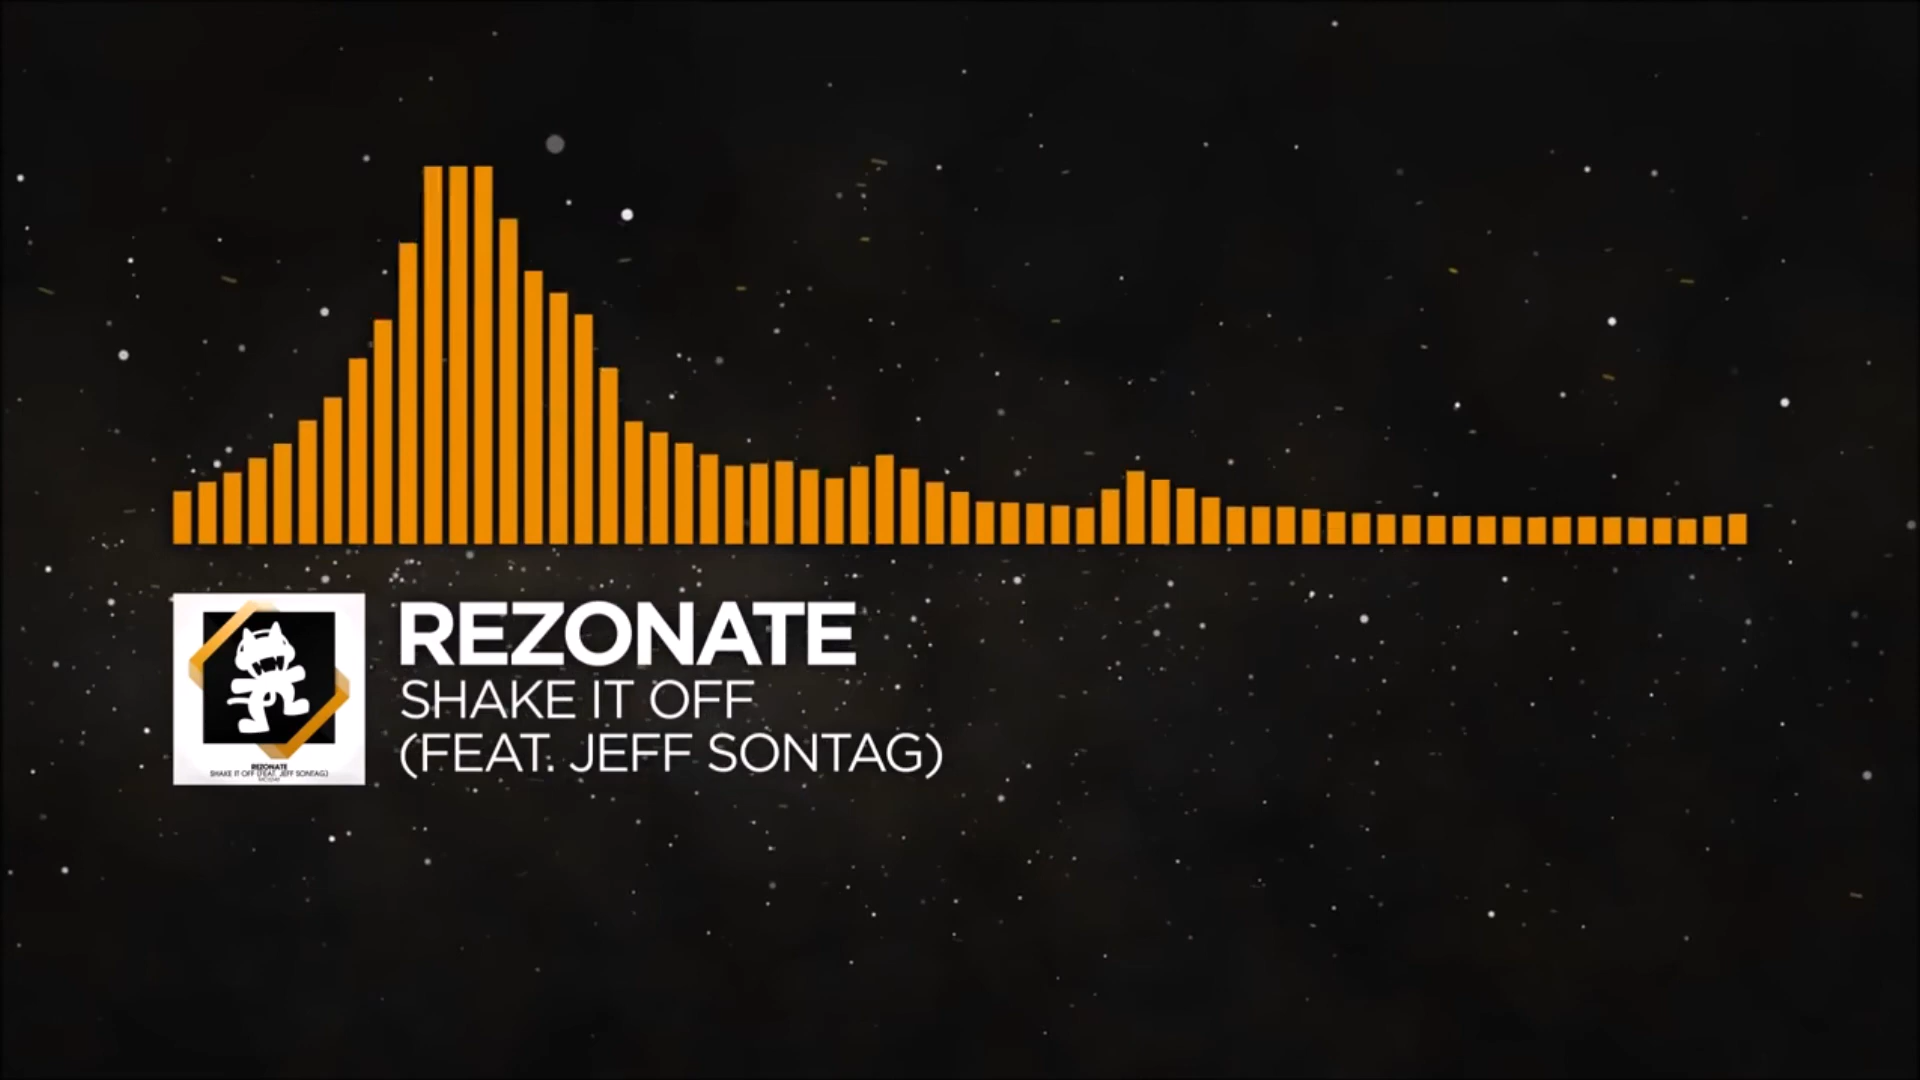 REZONATE
SHAKE IT OFF
(FEAT. JEFF SONTAG)
REZONATE
SHAKE IT OFF (FEAT. JEFF SONTAG)